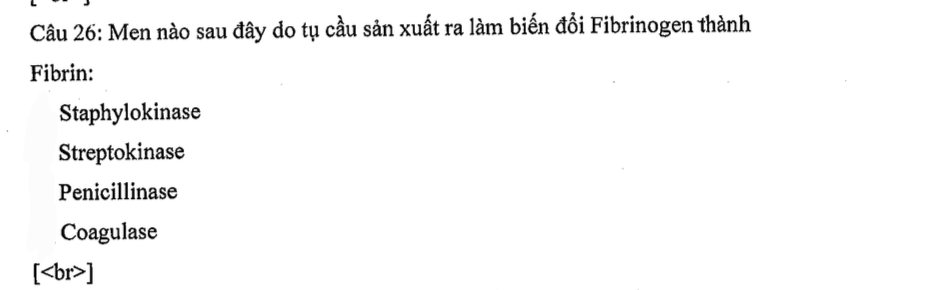 Câu 26: Men nào sau đây do tụ cầu sản xuất ra làm biến đổi Fibrinogen thành
Fibrin:
Staphylokinase
Streptokinase
Penicillinase
Coagulase
[<br>]